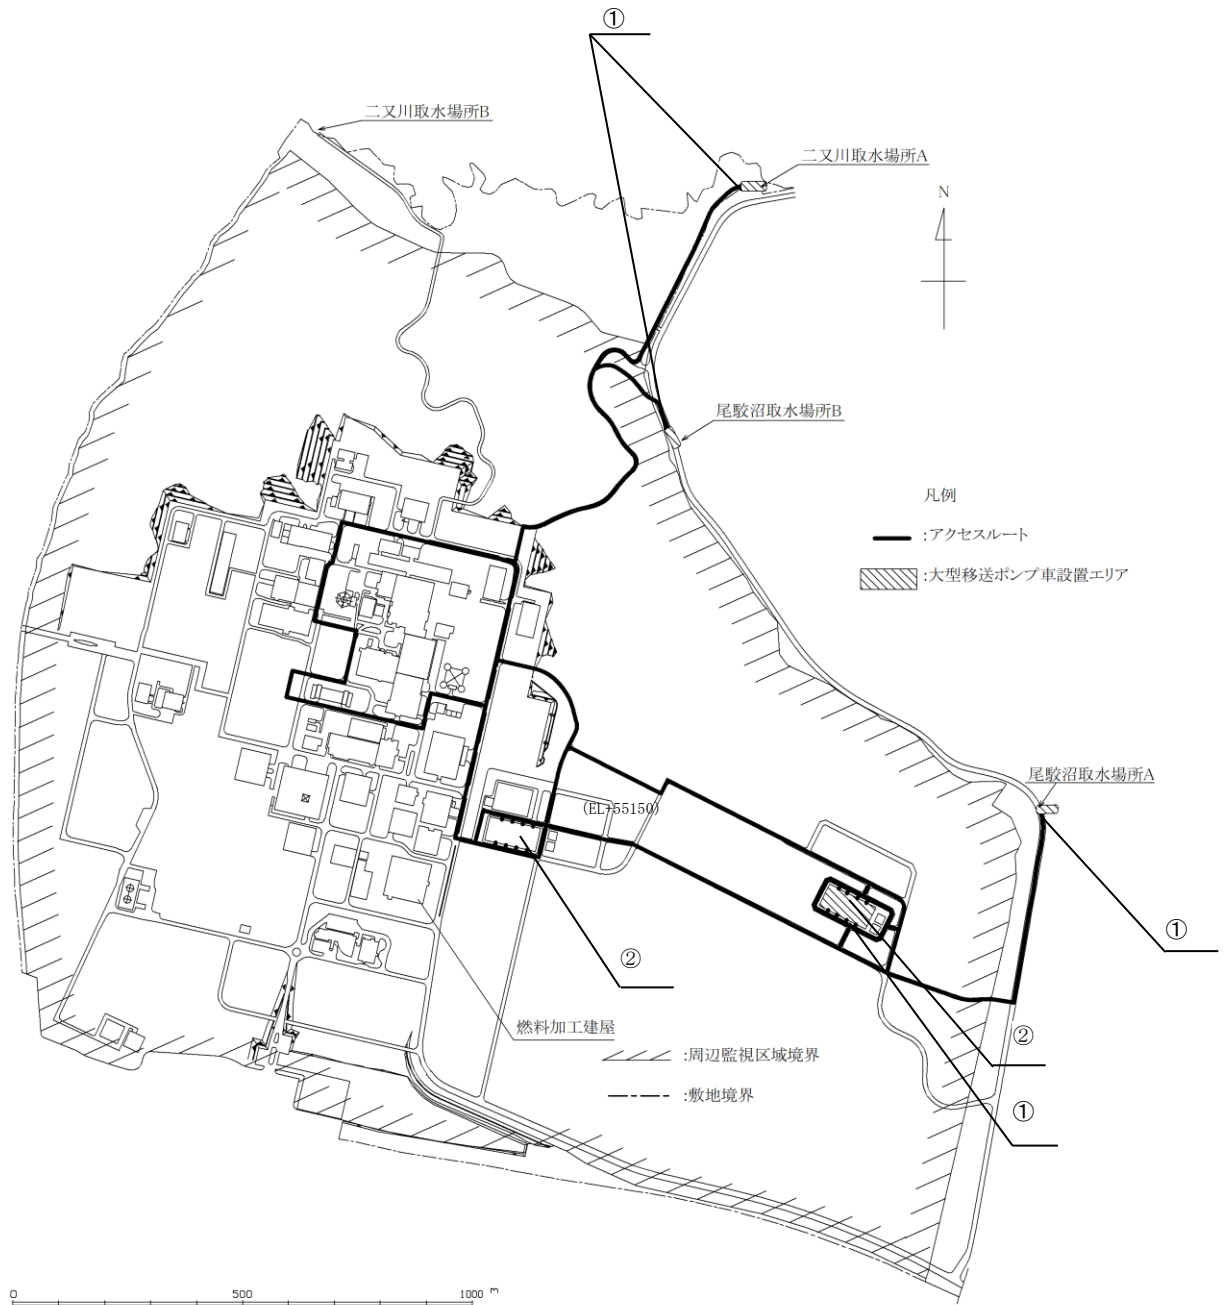 ①
二又川取水場所B
二又川取水場所A
N
尾駮沼取水場所B
凡例
:アクセスルート
:大型移送ポンプ車設置エリア
尾駮沼取水場所A
(EL+55150)
①
②
燃料加工建屋
②
:周辺監視区域境界
:敷地境界
①
0 500 1000 m